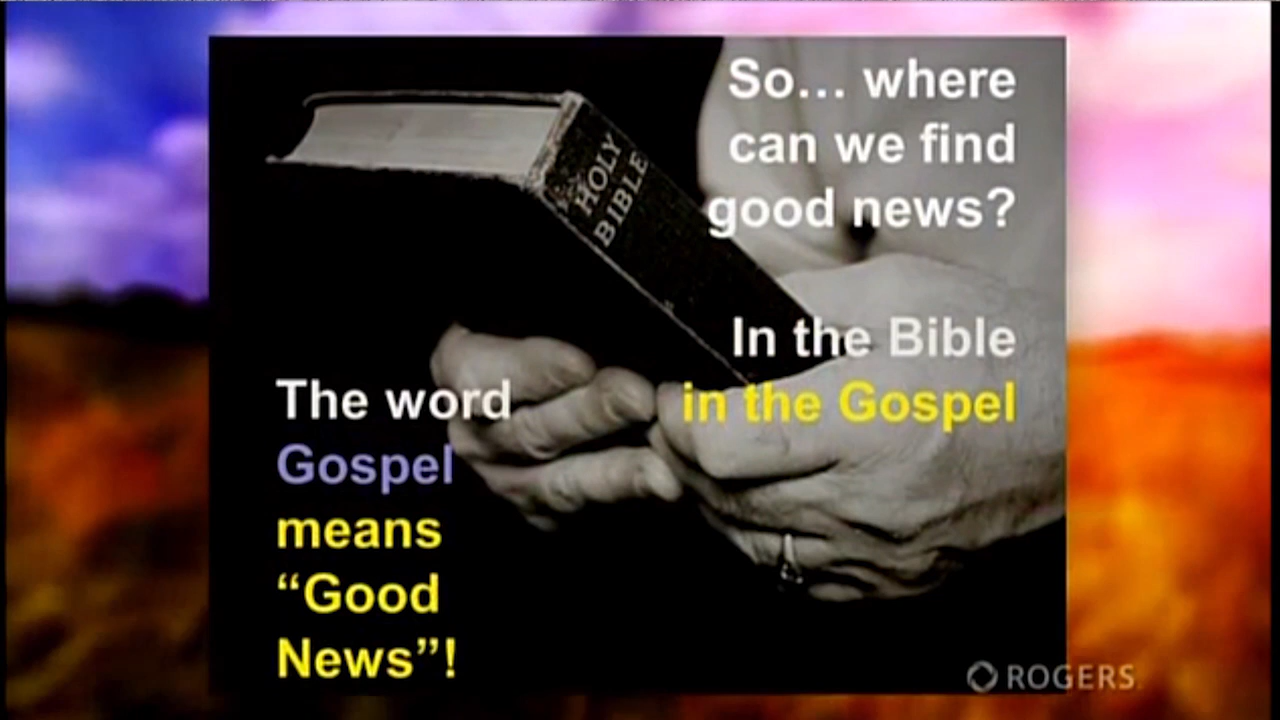 So... where
can we find
good news?
In the Bible
in the Gospel
The word
Gospel
means
“Good
News”!
HOLY
BIBLE
ROGERS